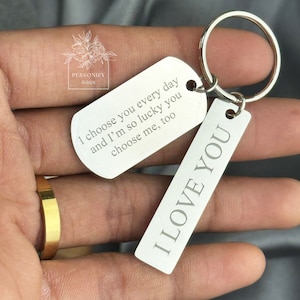 PERSONIFY
I choose you every day
and I'm so lucky you
choose me, too
I LOVE YOU